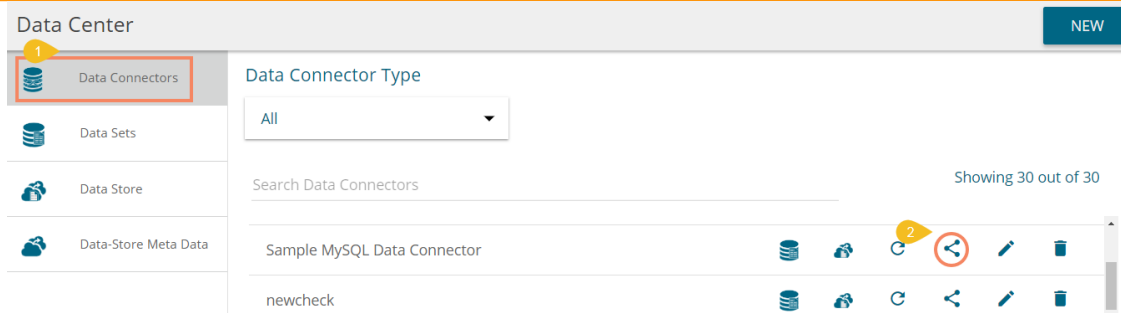 Data Center
NEW
1
Data Connectors
Data Sets
Data Store
Data-Store Meta Data
Data Connector Type
All
Search Data Connectors
Showing 30 out of 30
Sample MySQL Data Connector
2
newcheck